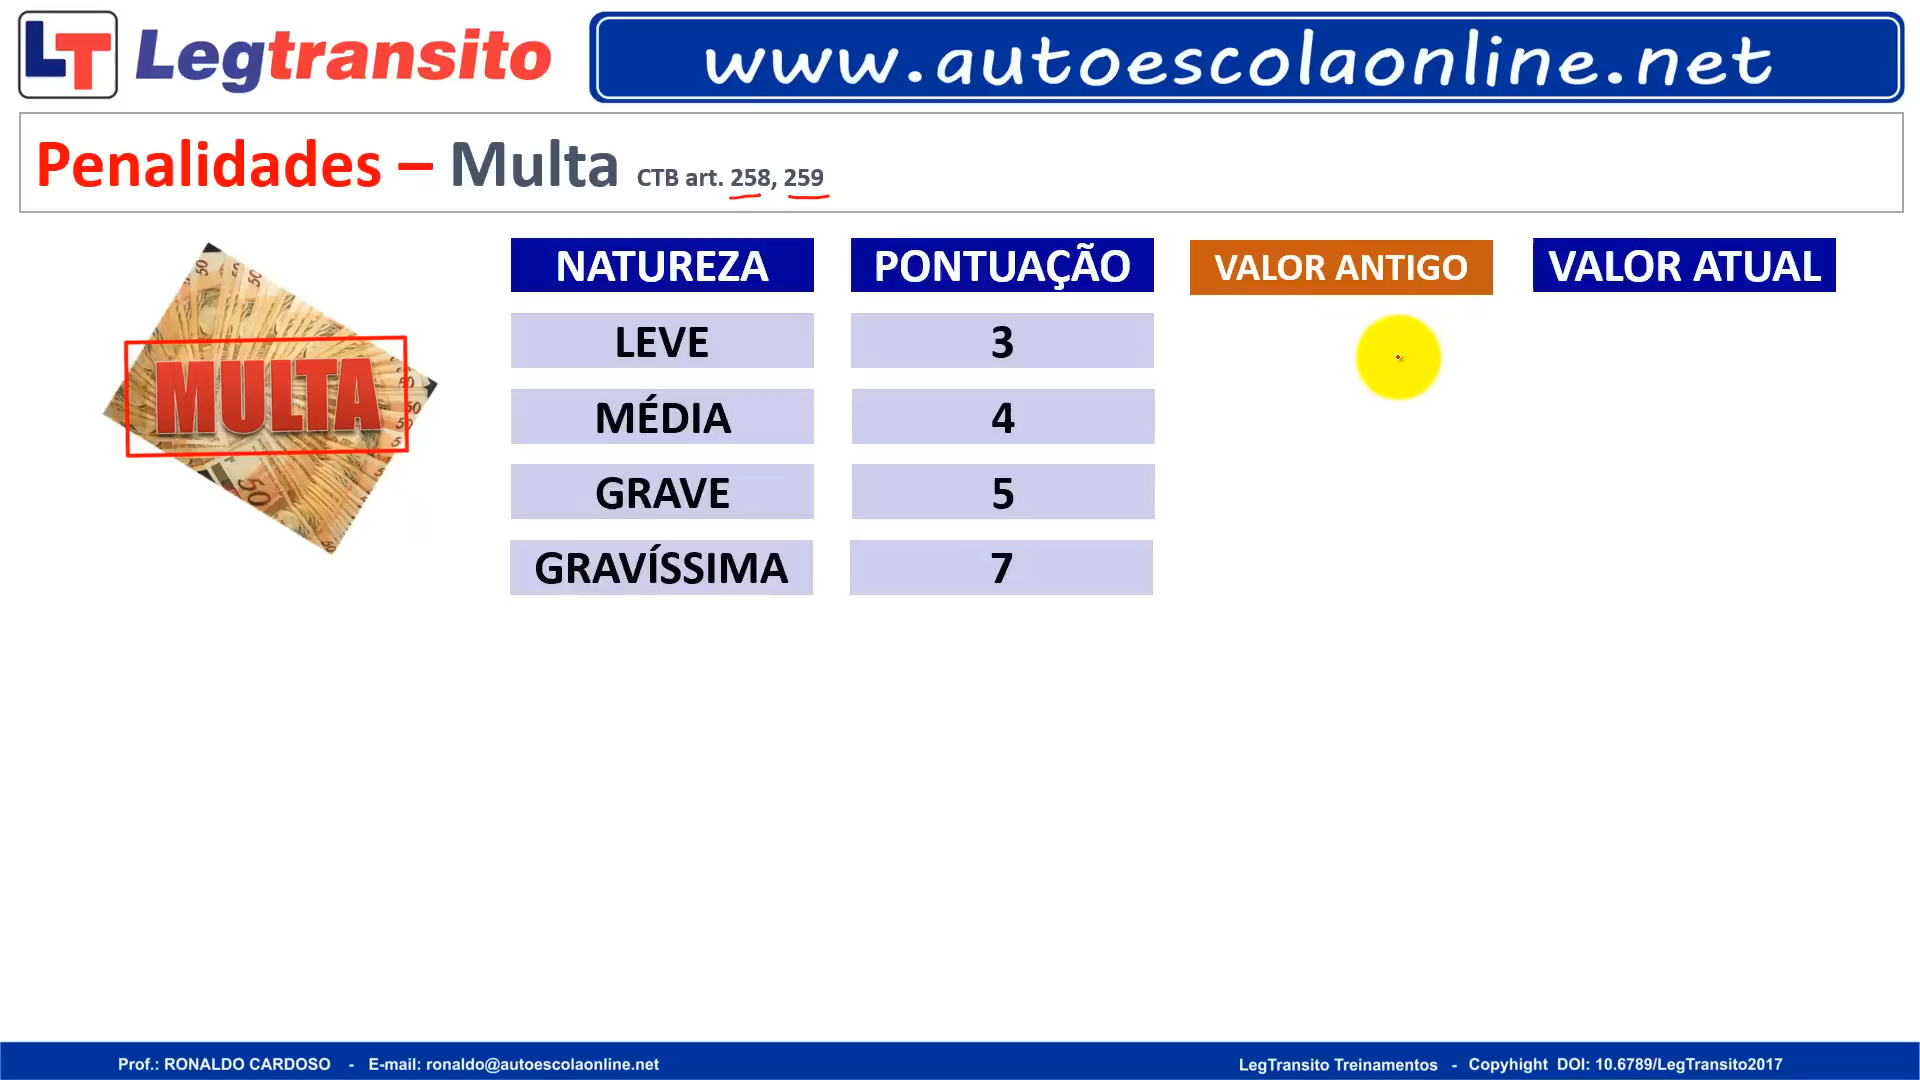 LT Legtransito
www.autoescolaonline.net
Penalidades – Multa CTB art. 258, 259
MULTA
NATUREZA PONTUAÇÃO VALOR ANTIGO VALOR ATUAL
LEVE 3
MÉDIA 4
GRAVE 5
GRAVÍSSIMA 7
Prof.: RONALDO CARDOSO - E-mail: ronaldo@autoescolaonline.net LegTransito Treinamentos - Copyhight DOI: 10.6789/LegTransito2017